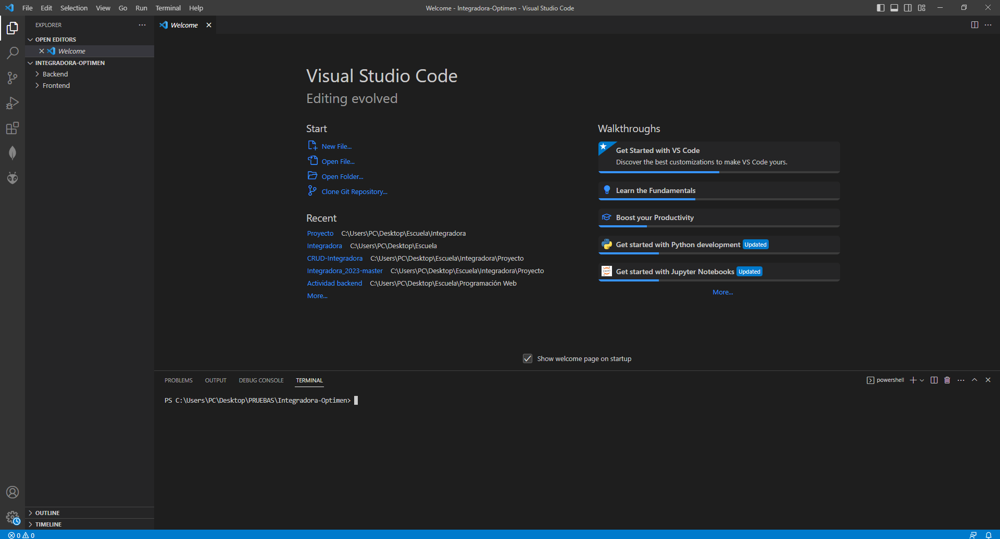 File Edit Selection View Go Run Terminal Help
Welcome - Integradora-Optimen - Visual Studio Code
EXPLORER
OPEN EDITORS
Welcome
INTEGRADORA-OPTIMEN
Backend
Frontend
OUTLINE
TIMELINE
Welcome
Visual Studio Code
Editing evolved
Start
New File...
Open File...
Open Folder...
Clone Git Repository...
Recent
Proyecto C:\Users\PC\Desktop\Escuela\Integradora
Integradora C:\Users\PC\Desktop\Escuela
CRUD-Integradora C:\Users\PC\Desktop\Escuela\Integradora\Proyecto
Integradora_2023-master C:\Users\PC\Desktop\Escuela\Integradora\Proyecto
Actividad backend C:\Users\PC\Desktop\Escuela\Programación Web
More...
Walkthroughs
Get Started with VS Code
Discover the best customizations to make VS Code yours.
Learn the Fundamentals
Boost your Productivity
Get started with Python development Updated
Get started with Jupyter Notebooks Updated
More...
Show welcome page on startup
PROBLEMS OUTPUT DEBUG CONSOLE TERMINAL
powershell
PS C:\Users\PC\Desktop\PRUEBAS\Integradora-Optimen>
0 0